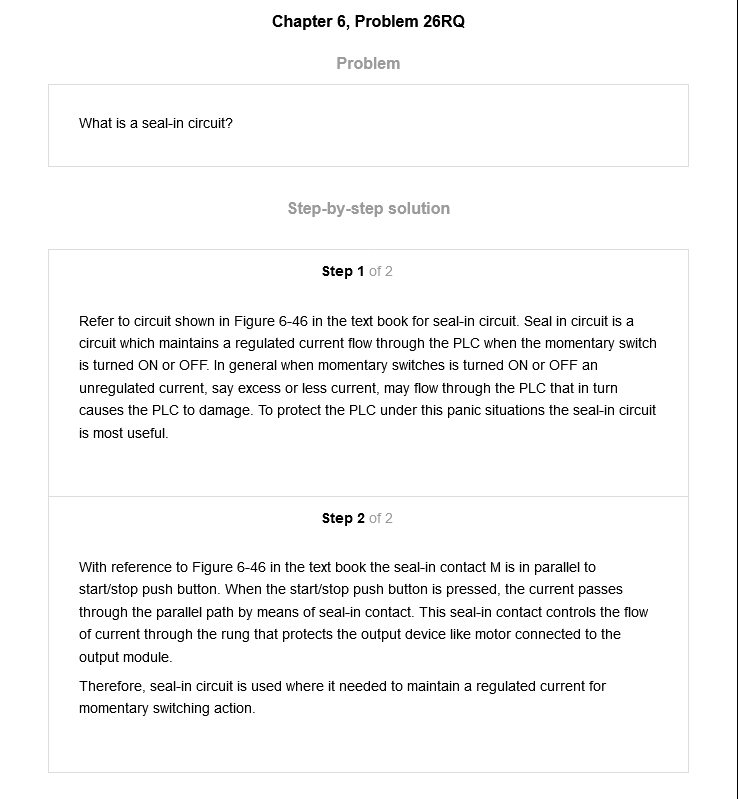 Chapter 6, Problem 26RQ
Problem
What is a seal-in circuit?
Step-by-step solution
Step 1 of 2
Refer to circuit shown in Figure 6-46 in the text book for seal-in circuit. Seal in circuit is a
circuit which maintains a regulated current flow through the PLC when the momentary switch
is turned ON or OFF. In general when momentary switches is turned ON or OFF an
unregulated current, say excess or less current, may flow through the PLC that in turn
causes the PLC to damage. To protect the PLC under this panic situations the seal-in circuit
is most useful.
Step 2 of 2
With reference to Figure 6-46 in the text book the seal-in contact M is in parallel to
start/stop push button. When the start/stop push button is pressed, the current passes
through the parallel path by means of seal-in contact. This seal-in contact controls the flow
of current through the rung that protects the output device like motor connected to the
output module.
Therefore, seal-in circuit is used where it needed to maintain a regulated current for
momentary switching action.